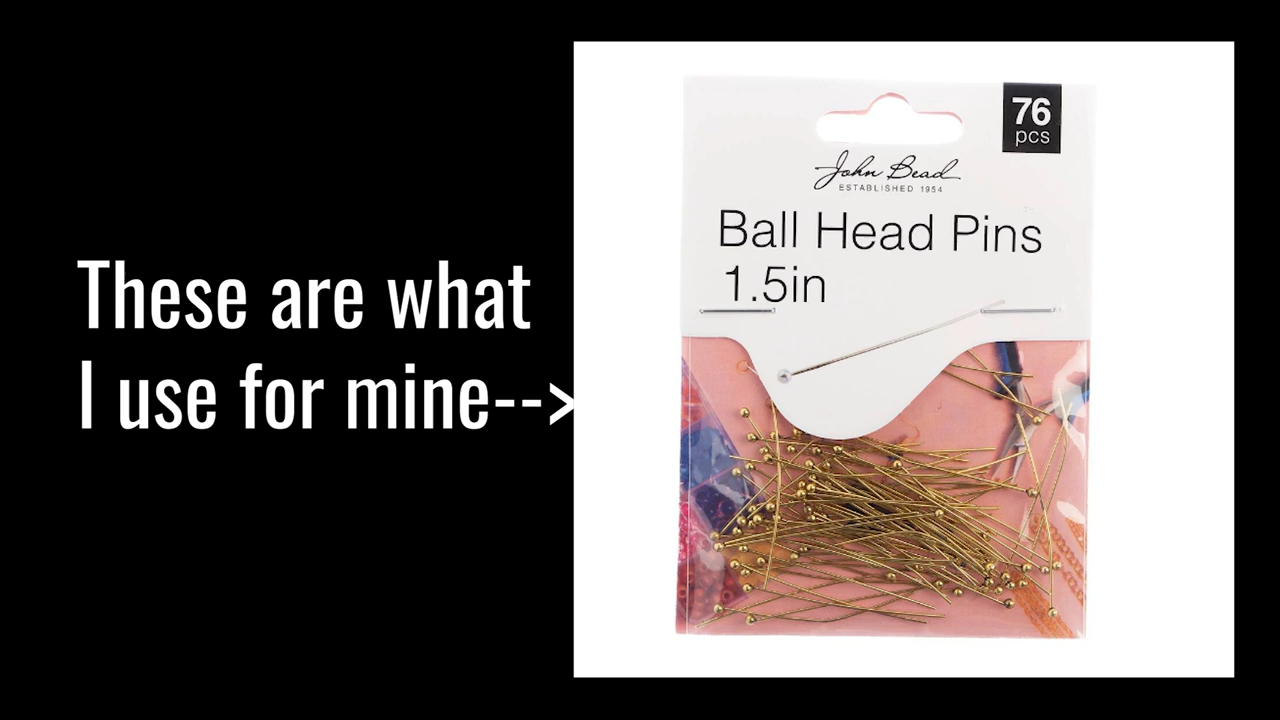 These are what
I use for mine-->
76
pcs
John Bead
ESTABLISHED 1954
Ball Head Pins
1.5in